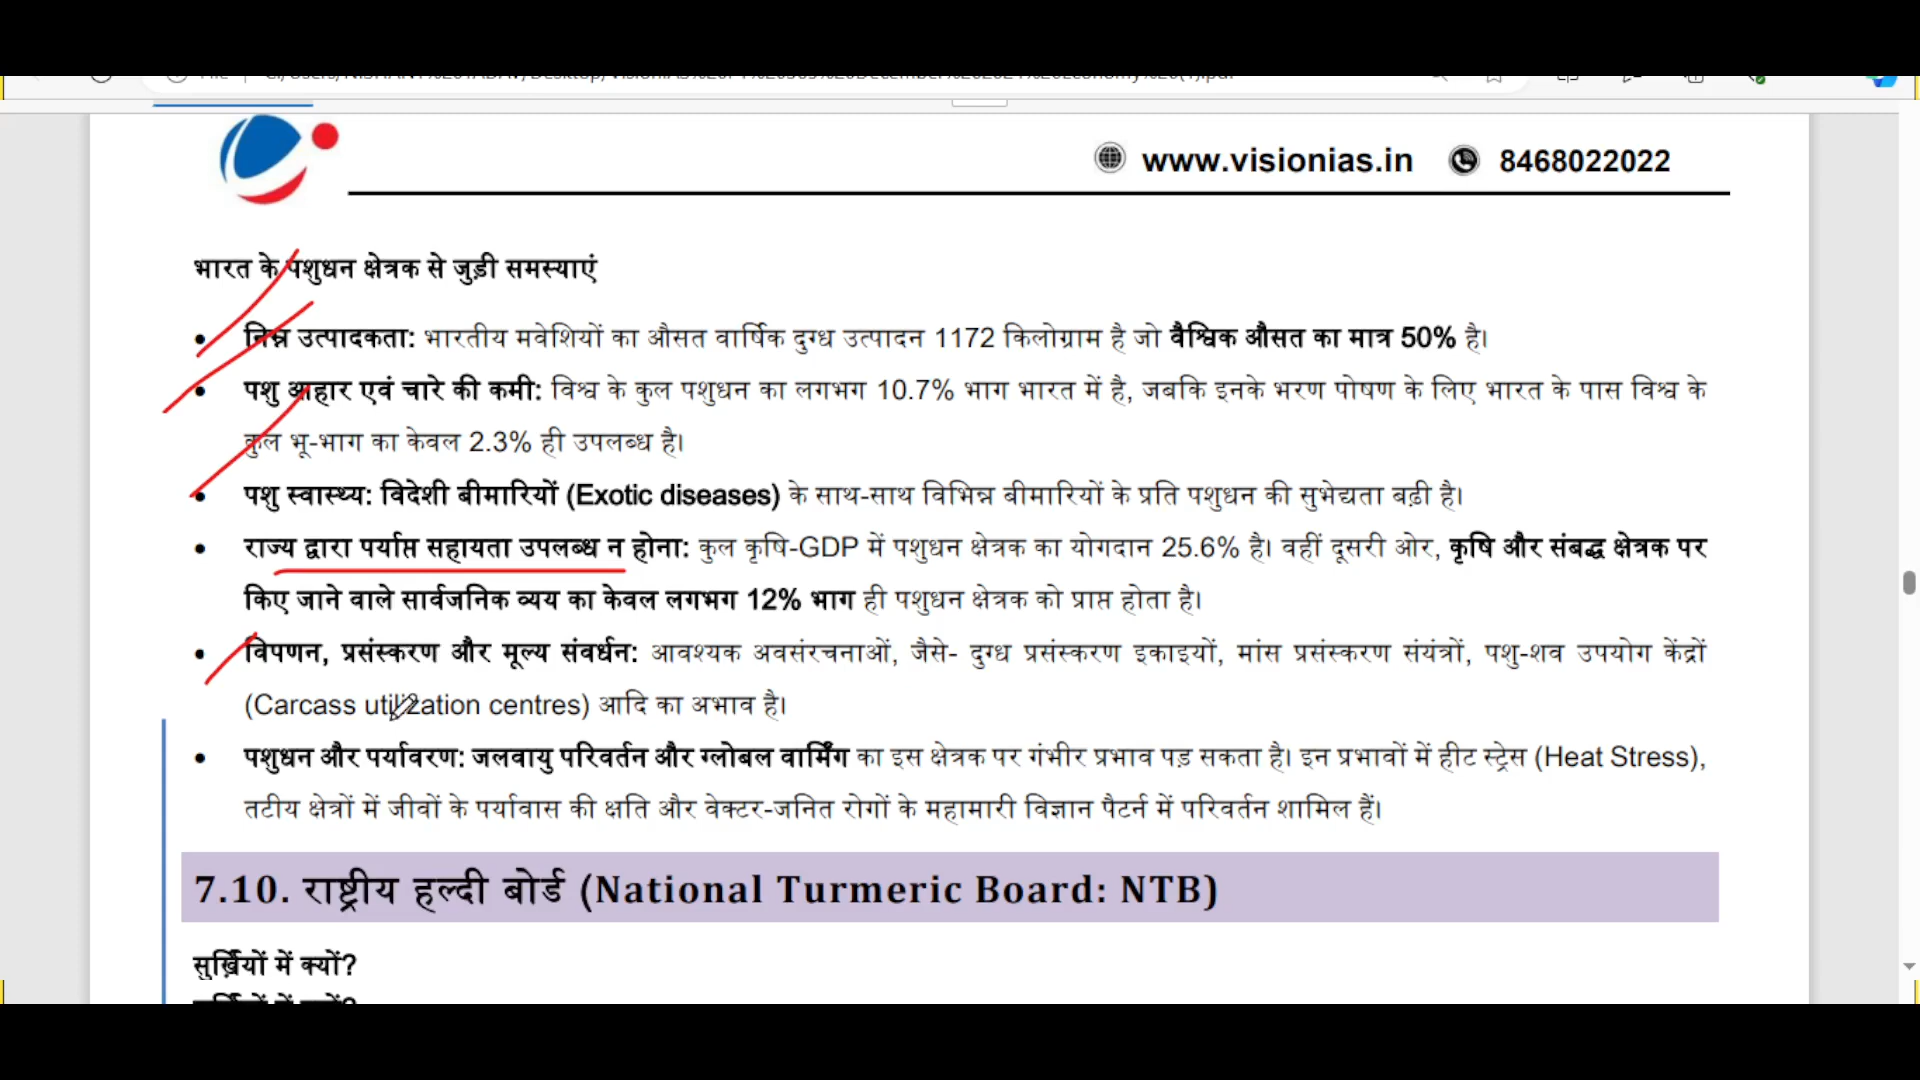 www.visionias.in 8468022022
भारत के पशुधन क्षेत्रक से जुड़ी समस्याएं
• निम्न उत्पादकता: भारतीय मवेशियों का औसत वार्षिक दुग्ध उत्पादन 1172 किलोग्राम है जो वैश्विक औसत का मात्र 50% है।
• पशु आहार एवं चारे की कमी: विश्व के कुल पशुधन का लगभग 10.7% भाग भारत में है, जबकि इनके भरण पोषण के लिए भारत के पास विश्व के
कुल भू-भाग का केवल 2.3% ही उपलब्ध है।
• पशु स्वास्थ्य: विदेशी बीमारियों (Exotic diseases) के साथ-साथ विभिन्न बीमारियों के प्रति पशुधन की सुभेद्यता बढ़ी है।
• राज्य द्वारा पर्याप्त सहायता उपलब्ध न होना: कुल कृषि-GDP में पशुधन क्षेत्रक का योगदान 25.6% है। वहीं दूसरी ओर, कृषि और संबद्ध क्षेत्रक पर
किए जाने वाले सार्वजनिक व्यय का केवल लगभग 12% भाग ही पशुधन क्षेत्रक को प्राप्त होता है।
• विपणन, प्रसंस्करण और मूल्य संवर्धन: आवश्यक अवसंरचनाओं, जैसे- दुग्ध प्रसंस्करण इकाइयों, मांस प्रसंस्करण संयंत्रों, पशु-शव उपयोग केंद्रों
(Carcass utilization centres) आदि का अभाव है।
• पशुधन और पर्यावरण: जलवायु परिवर्तन और ग्लोबल वार्मिंग का इस क्षेत्रक पर गंभीर प्रभाव पड़ सकता है। इन प्रभावों में हीट स्ट्रेस (Heat Stress),
तटीय क्षेत्रों में जीवों के पर्यावास की क्षति और वेक्टर-जनित रोगों के महामारी विज्ञान पैटर्न में परिवर्तन शामिल हैं।
7.10. राष्ट्रीय हल्दी बोर्ड (National Turmeric Board: NTB)
सुर्ख़ियों में क्यों?